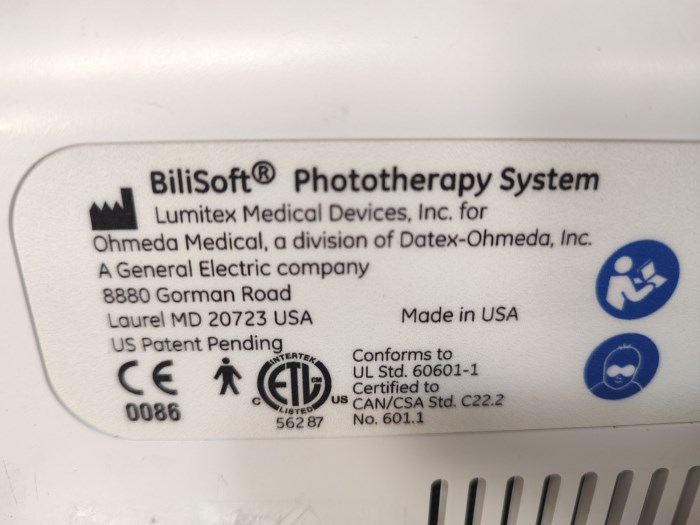 BiliSoft® Phototherapy System
Lumitex Medical Devices, Inc. for
Ohmeda Medical, a division of Datex-Ohmeda, Inc.
A General Electric company
8880 Gorman Road
Laurel MD 20723 USA
Made in USA
US Patent Pending
CE
0086
INTERTEK
ETL CM
LISTED
C US
56287
Conforms to
UL Std. 60601-1
Certified to
CAN/CSA Std. C22.2
No. 601.1